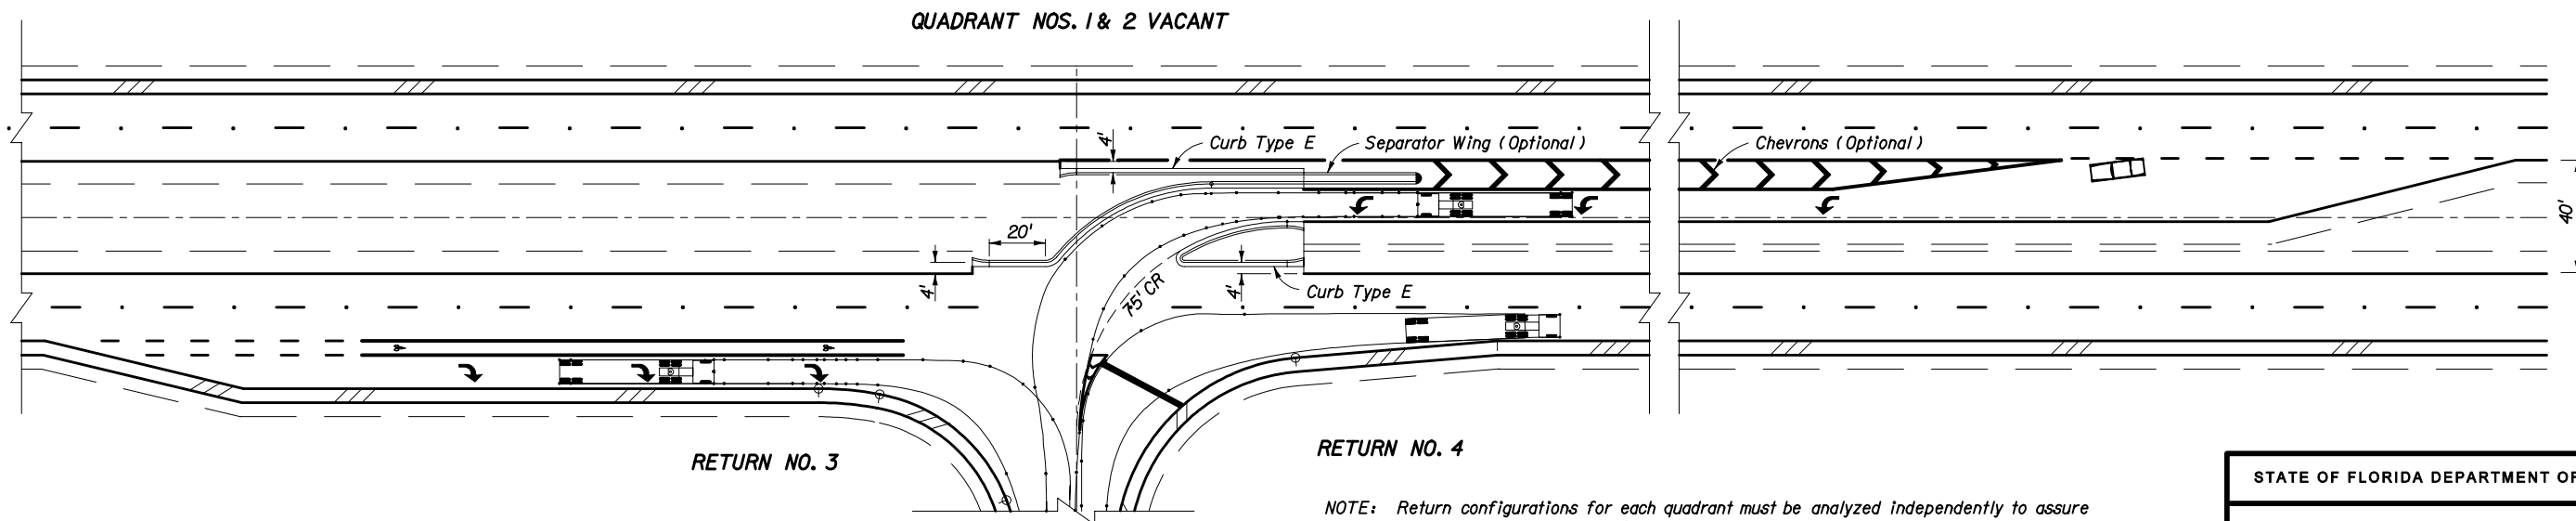 QUADRANT NOS. 1 & 2 VACANT
4'
Curb Type E
Separator Wing (Optional)
Chevrons (Optional)
20'
40'
4'
75' CR
4'
Curb Type E
RETURN NO. 3
RETURN NO. 4
STATE OF FLORIDA DEPARTMENT OF
NOTE: Return configurations for each quadrant must be analyzed independently to assure